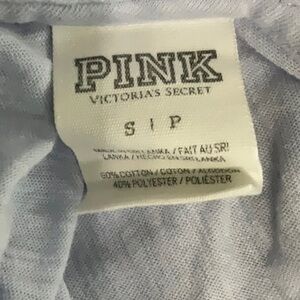 PINK
VICTORIA'S SECRET
S | P
MADE IN SRI LANKA / FAIT AU SRI
LANKA / HECHO EN SRI LANKA
60% COTTON / COTON / ALGODON
40% POLYESTER / POLIÉSTER